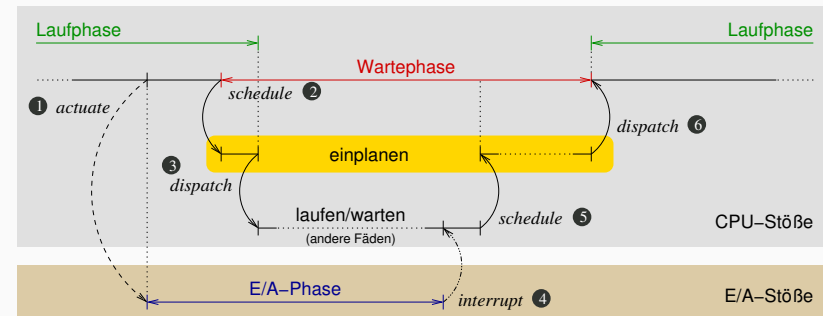 Laufphase
Laufphase
Wartephase
❶ actuate
schedule ❷
dispatch ❻
❸
dispatch
einplanen
laufen/warten
(andere Fäden)
schedule ❺
CPU–Stöße
E/A–Phase
interrupt ❹
E/A–Stöße